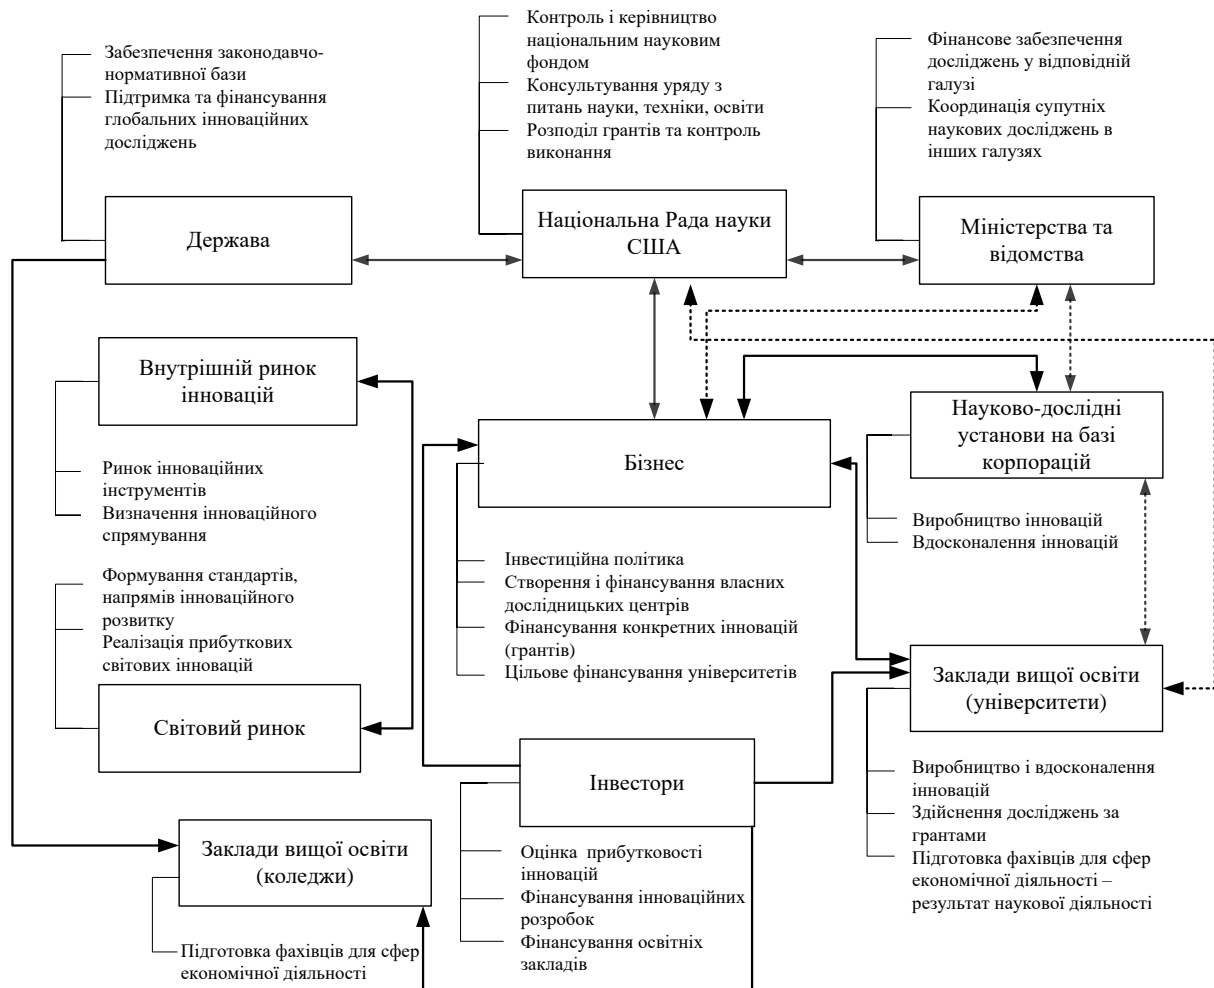 Забезпечення законодавчо-
нормативної бази
Підтримка та фінансування
глобальних інноваційних
досліджень
Контроль і керівництво
національним науковим
фондом
Консультування уряду з
питань науки, техніки, освіти
Розподіл грантів та контроль
виконання
Фінансове забезпечення
досліджень у відповідній
галузі
Координація супутніх
наукових досліджень в
інших галузях
Держава
Національна Рада науки
США
Міністерства та
відомства
Внутрішній ринок
інновацій
Ринок інноваційних
інструментів
Визначення інноваційного
спрямування
Бізнес
Інвестиційна політика
Створення і фінансування власних
дослідницьких центрів
Фінансування конкретних інновацій
(грантів)
Цільове фінансування університетів
Науково-дослідні
установи на базі
корпорацій
Виробництво інновацій
Вдосконалення інновацій
Формування стандартів,
напрямів інноваційного
розвитку
Реалізація прибуткових
світових інновацій
Світовий ринок
Заклади вищої освіти
(університети)
Виробництво і вдосконалення
інновацій
Здійснення досліджень за
грантами
Підготовка фахівців для сфер
економічної діяльності –
результат наукової діяльності
Інвестори
Оцінка прибутковості
інновацій
Фінансування інноваційних
розробок
Фінансування освітніх
закладів
Заклади вищої освіти
(коледжи)
Підготовка фахівців для сфер
економічної діяльності